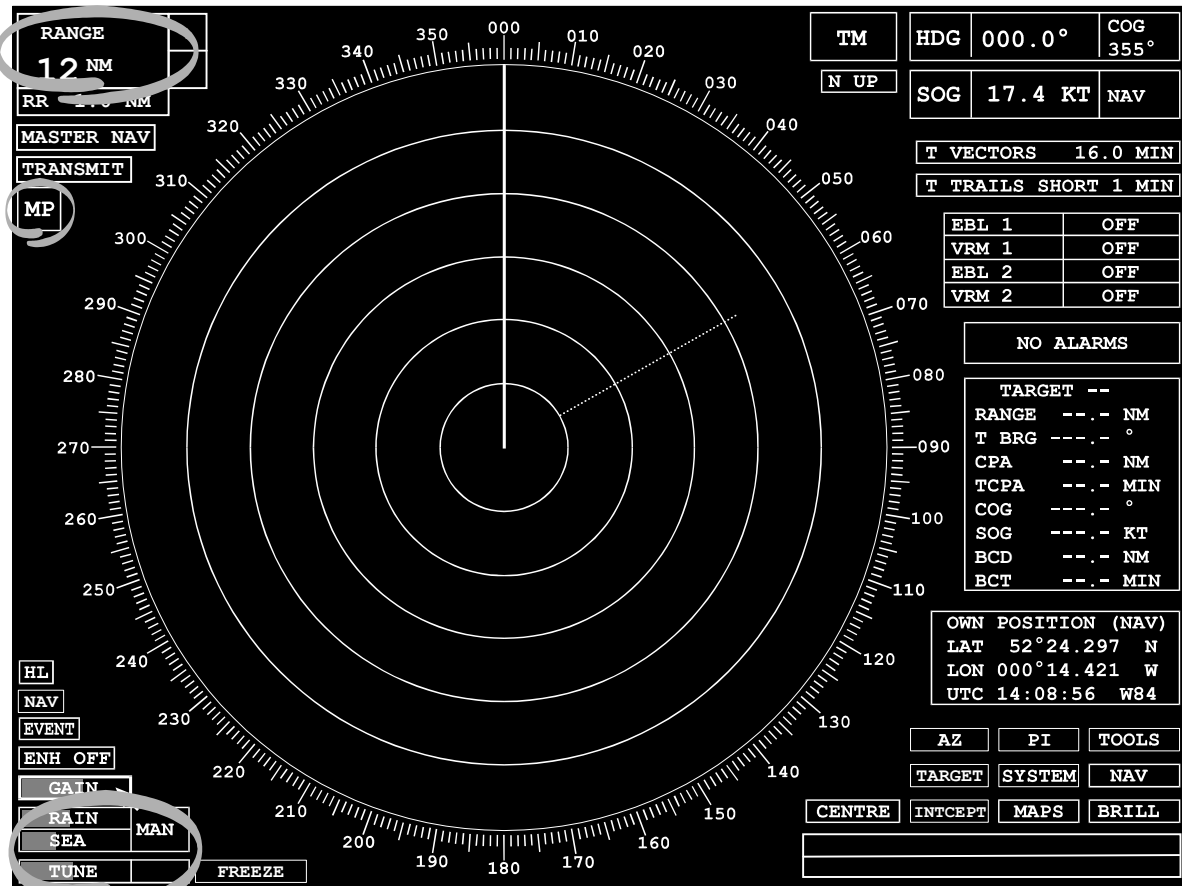 RANGE
12 NM
RR NM
MASTER NAV
TRANSMIT
MP
000
010
020
030
040
050
060
070
080
090
100
110
120
130
140
150
160
170
180
190
200
210
220
230
240
250
260
270
280
290
300
310
320
330
340
350
TM
N UP
HDG 000.0° COG 355°
SOG 17.4 KT NAV
T VECTORS 16.0 MIN
T TRAILS SHORT 1 MIN
EBL 1 OFF
VRM 1 OFF
EBL 2 OFF
VRM 2 OFF
NO ALARMS
TARGET --
RANGE --.- NM
T BRG ---.- °
CPA --.- NM
TCPA --.- MIN
COG ---.- °
SOG ---.- KT
BCD --.- NM
BCT --.- MIN
OWN POSITION (NAV)
LAT 52°24.297 N
LON 000°14.421 W
UTC 14:08:56 W84
HL
NAV
EVENT
ENH OFF
GAIN
RAIN
SEA
MAN
TUNE
FREEZE
AZ PI TOOLS
TARGET SYSTEM NAV
CENTRE INTCEPT MAPS BRILL